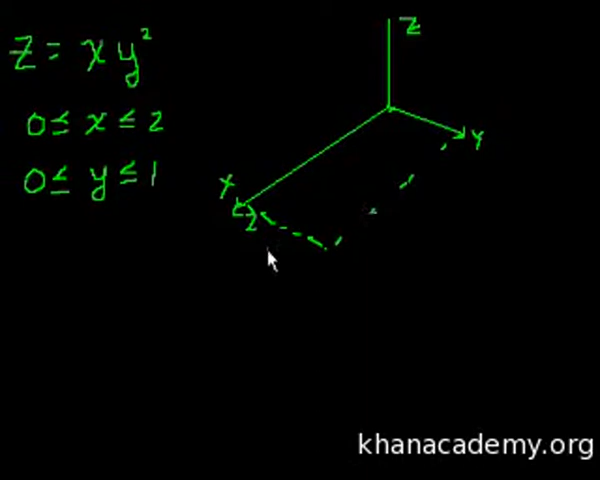 z = xy²
0 ≤ x ≤ 2
0 ≤ y ≤ 1
z
y
x
2
khanacademy.org